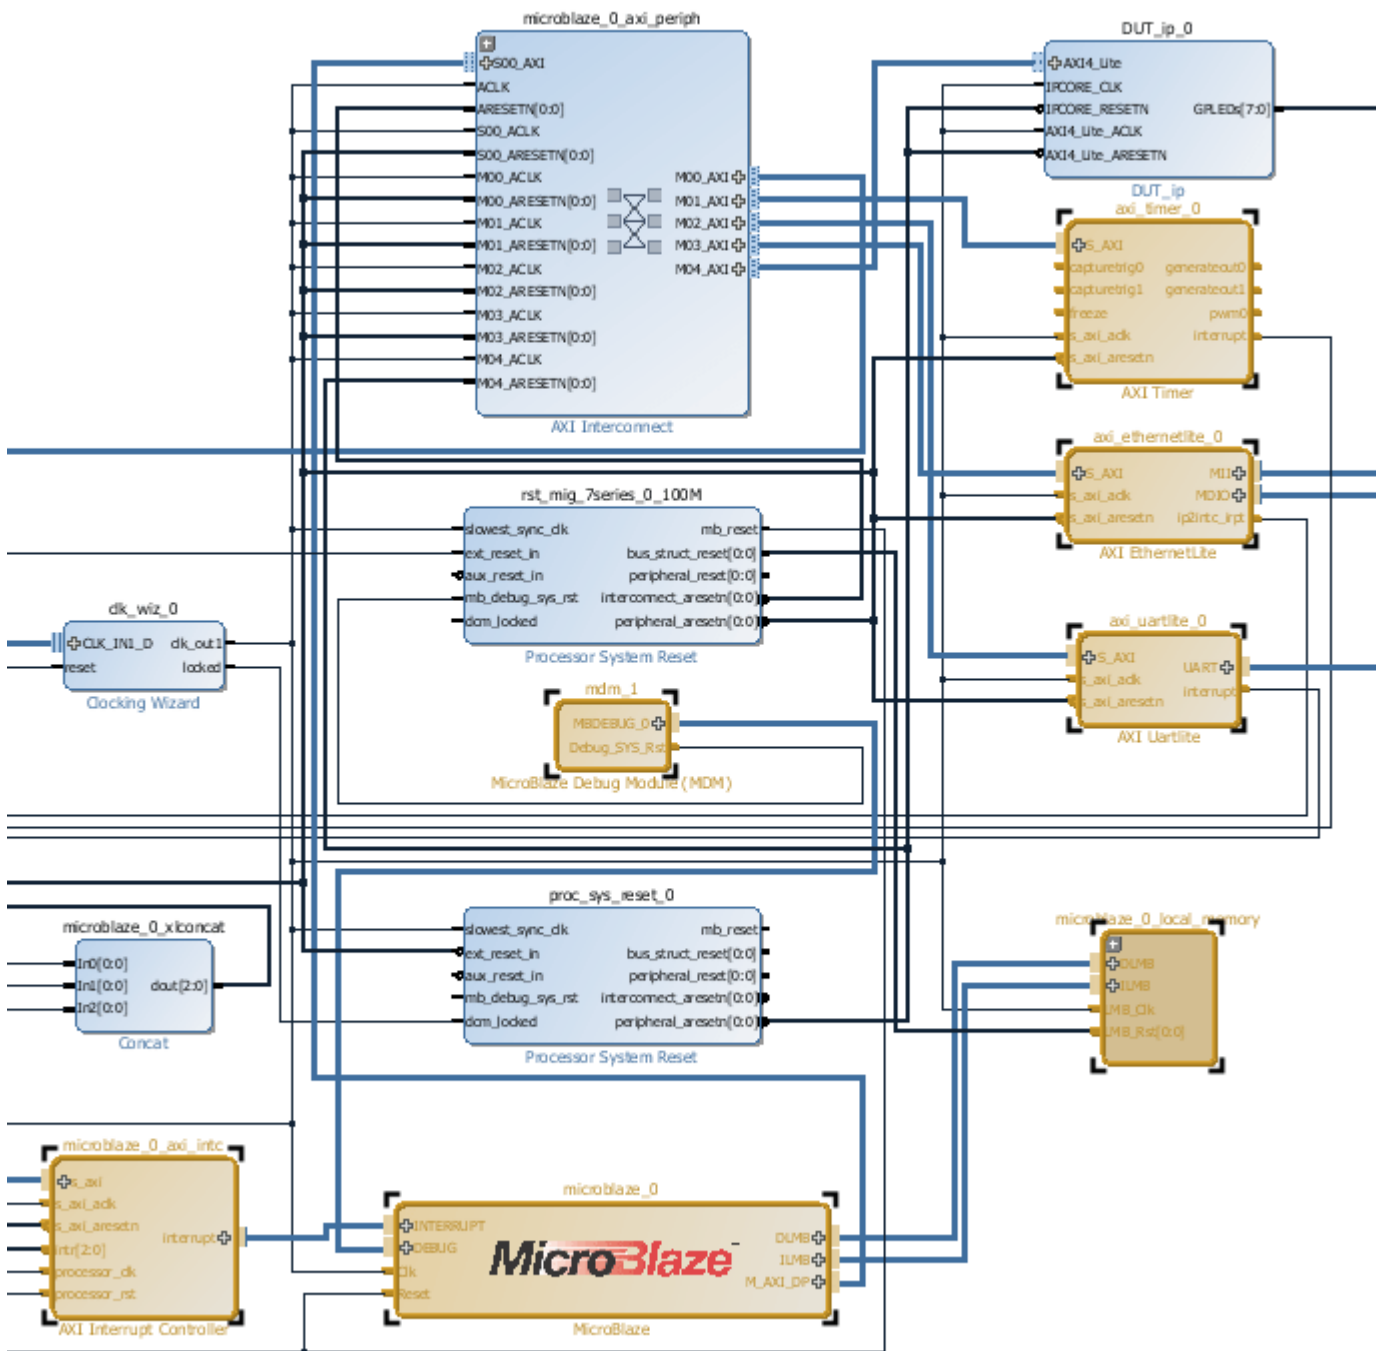 microblaze_0_axi_periph
S00_AXI
ACLK
ARESETN[0:0]
S00_ACLK
S00_ARESETN[0:0]
M00_ACLK
M00_ARESETN[0:0]
M01_ACLK
M01_ARESETN[0:0]
M02_ACLK
M02_ARESETN[0:0]
M03_ACLK
M03_ARESETN[0:0]
M04_ACLK
M04_ARESETN[0:0]
M00_AXI
M01_AXI
M02_AXI
M03_AXI
M04_AXI
AXI Interconnect
DUT_ip_0
AXI4_Lite
IPCORE_CLK
IPCORE_RESETN
AXI4_Lite_ACLK
AXI4_Lite_ARESETN
GPLEDs[7:0]
DUT_ip
axi_timer_0
S_AXI
capturetrig0
capturetrig1
freeze
s_axi_aclk
s_axi_aresetn
generateout0
generateout1
pwm0
interrupt
AXI Timer
axi_ethernetlite_0
S_AXI
s_axi_aclk
s_axi_aresetn
MII
MDIO
ip2intc_irpt
AXI EthernetLite
rst_mig_7series_0_100M
slowest_sync_clk
ext_reset_in
aux_reset_in
mb_debug_sys_rst
dcm_locked
mb_reset
bus_struct_reset[0:0]
peripheral_reset[0:0]
interconnect_aresetn[0:0]
peripheral_aresetn[0:0]
Processor System Reset
clk_wiz_0
CLK_IN1_D
reset
clk_out1
locked
Clocking Wizard
axi_uartlite_0
S_AXI
s_axi_aclk
s_axi_aresetn
UART
interrupt
AXI Uartlite
mdm_1
MBDEBUG_0
Debug_SYS_Rst
MicroBlaze Debug Module (MDM)
proc_sys_reset_0
slowest_sync_clk
ext_reset_in
aux_reset_in
mb_debug_sys_rst
dcm_locked
mb_reset
bus_struct_reset[0:0]
peripheral_reset[0:0]
interconnect_aresetn[0:0]
peripheral_aresetn[0:0]
Processor System Reset
microblaze_0_xlconcat
In0[0:0]
In1[0:0]
In2[0:0]
dout[2:0]
Concat
microblaze_0_local_memory
DLMB
ILMB
LMB_Clk
LMB_Rst[0:0]
microblaze_0_axi_intc
s_axi
s_axi_aclk
s_axi_aresetn
intr[2:0]
processor_clk
processor_rst
interrupt
AXI Interrupt Controller
microblaze_0
INTERRUPT
DEBUG
Clk
Reset
MicroBlaze™
DLMB
ILMB
M_AXI_DP
MicroBlaze